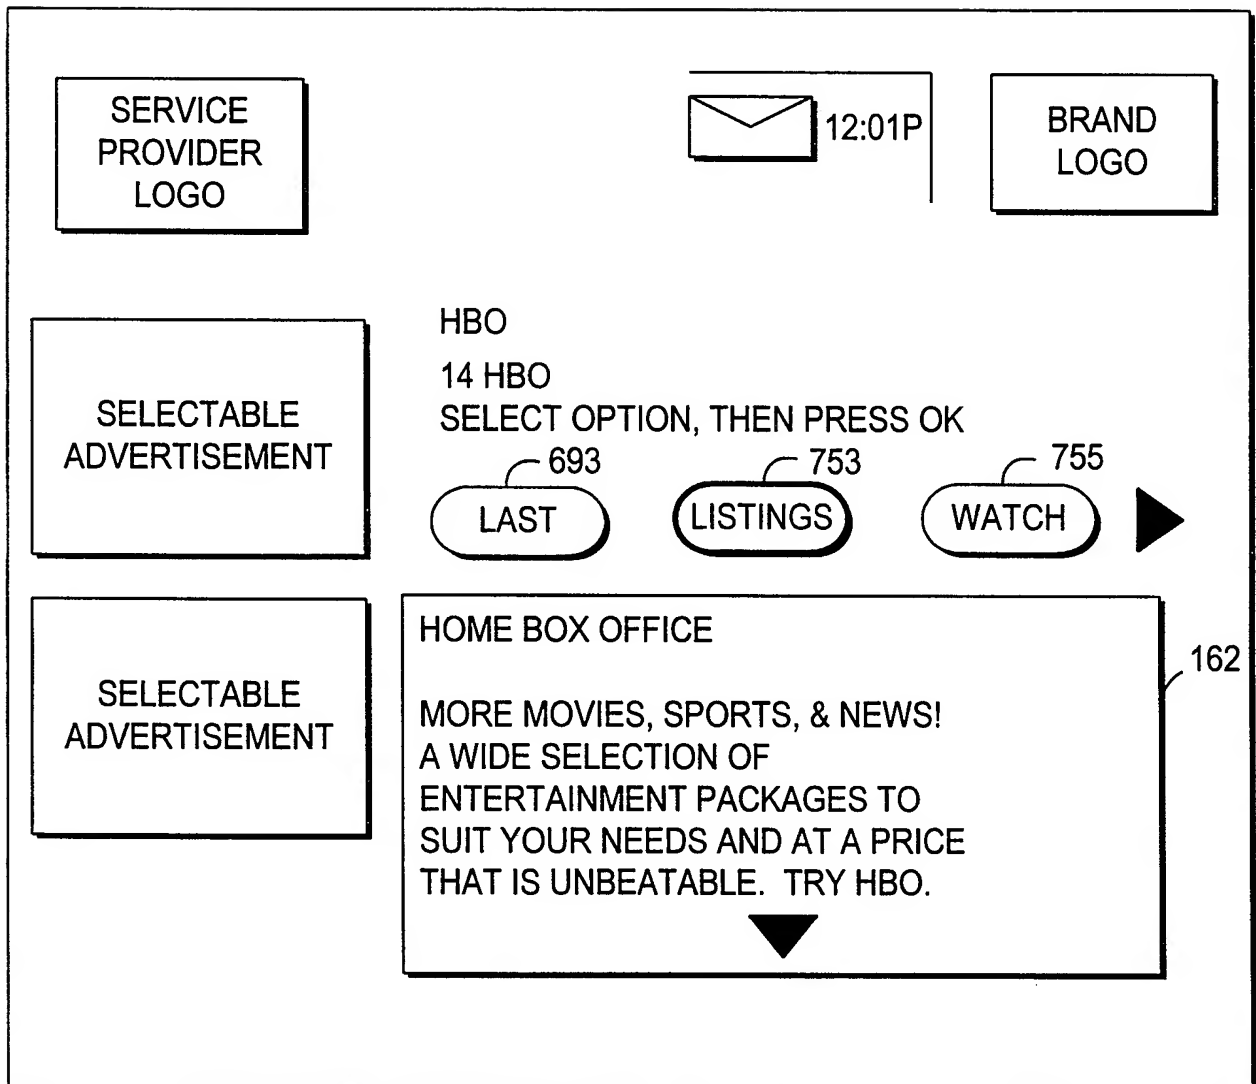 SERVICE
PROVIDER
LOGO
12:01P
BRAND
LOGO
SELECTABLE
ADVERTISEMENT
HBO
14 HBO
SELECT OPTION, THEN PRESS OK
693
753
755
LAST
LISTINGS
WATCH
SELECTABLE
ADVERTISEMENT
HOME BOX OFFICE
MORE MOVIES, SPORTS, & NEWS!
A WIDE SELECTION OF
ENTERTAINMENT PACKAGES TO
SUIT YOUR NEEDS AND AT A PRICE
THAT IS UNBEATABLE. TRY HBO.
162